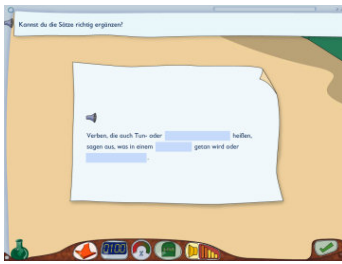 Kannst du die Sätze richtig ergänzen?
Verben, die auch Tun- oder heißen,
sagen aus, was in einem getan wird oder
.